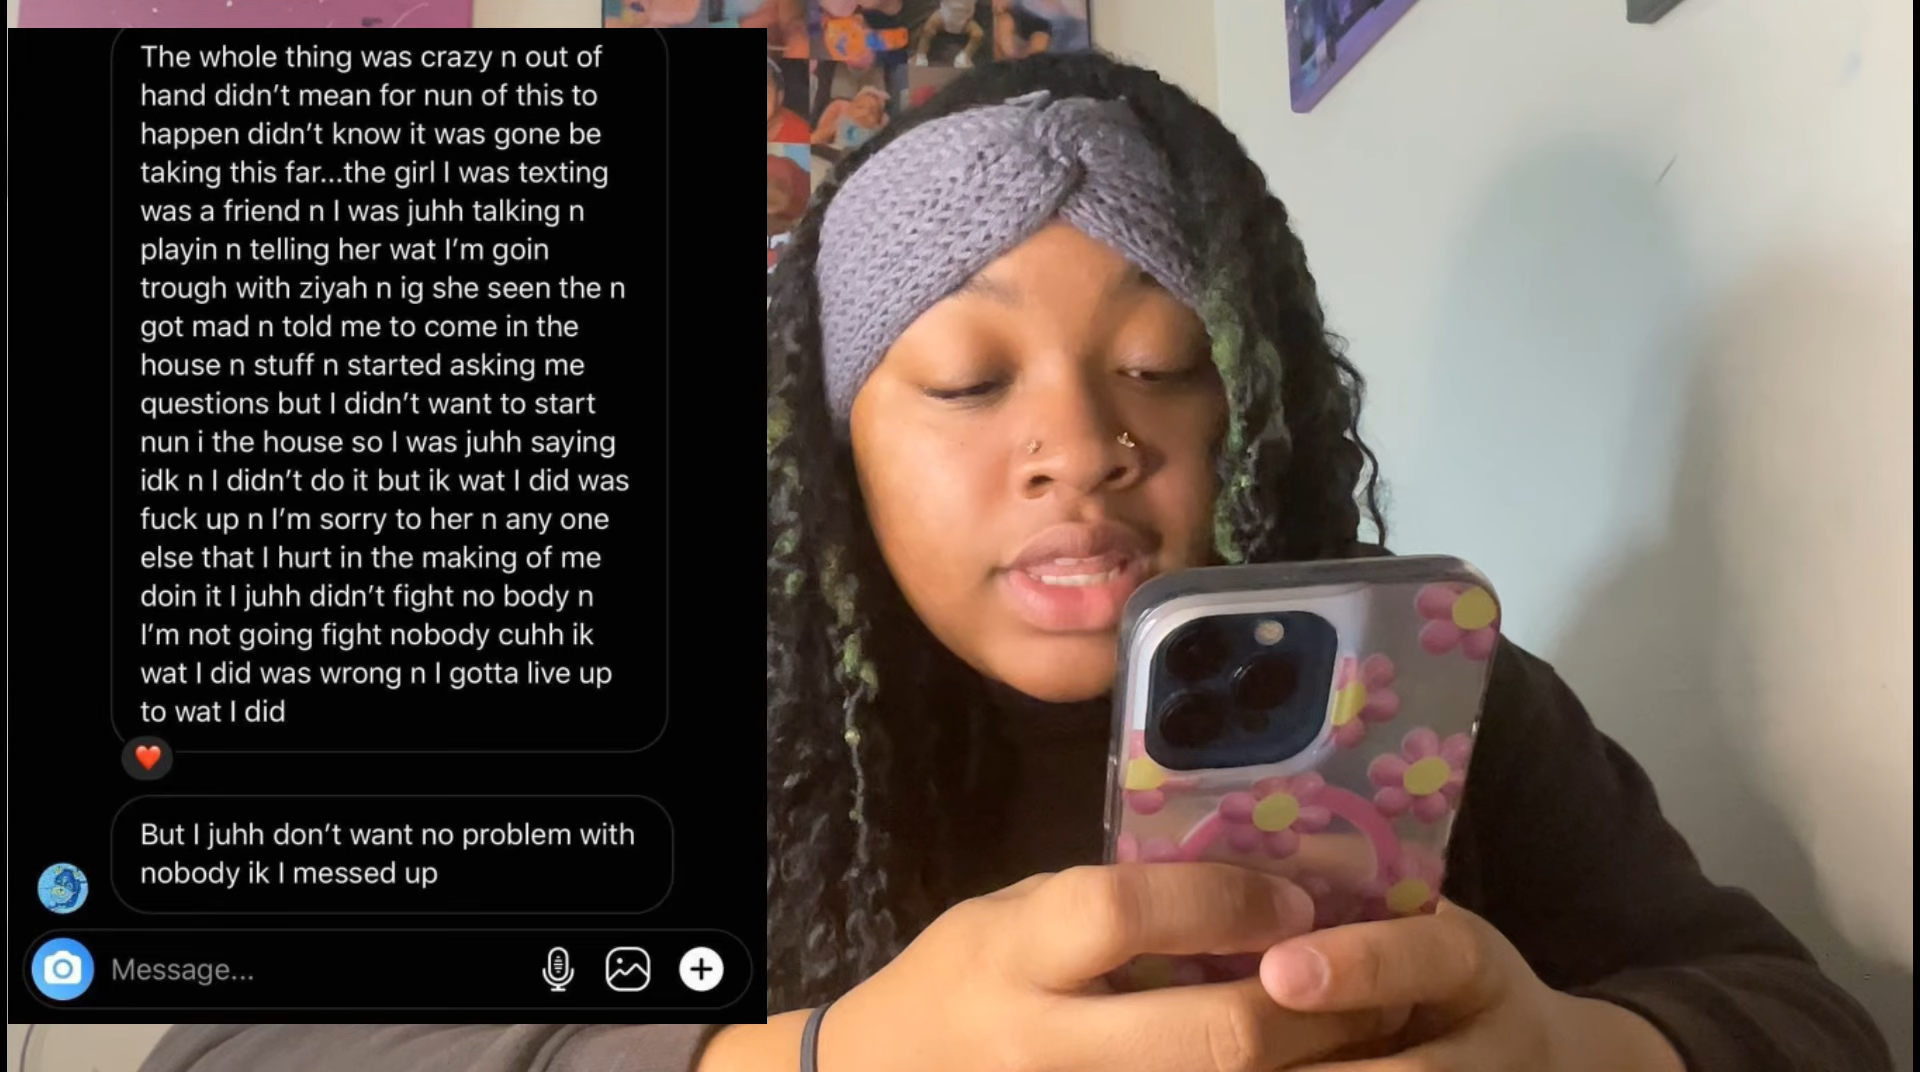 The whole thing was crazy n out of
hand didn’t mean for nun of this to
happen didn’t know it was gone be
taking this far...the girl I was texting
was a friend n I was juhh talking n
playin n telling her wat I’m goin
trough with ziyah n ig she seen the n
got mad n told me to come in the
house n stuff n started asking me
questions but I didn’t want to start
nun i the house so I was juhh saying
idk n I didn’t do it but ik wat I did was
fuck up n I’m sorry to her n any one
else that I hurt in the making of me
doin it I juhh didn’t fight no body n
I’m not going fight nobody cuhh ik
wat I did was wrong n I gotta live up
to wat I did
But I juhh don’t want no problem with
nobody ik I messed up
Message...